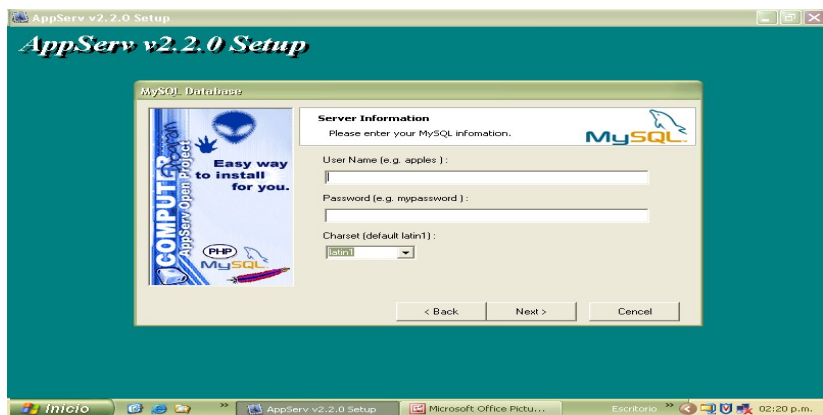 AppServ v2.2.0 Setup
AppServ v2.2.0 Setup
MySQL Database
COMPUTER
Program
AppServ Open Project
Easy way
to install
for you.
PHP
MySQL
Server Information
Please enter your MySQL infomation.
MySQL
User Name (e.g. apples ) :
Password (e.g. mypassword ) :
Charset (default latin1) :
latin1
< Back
Next >
Cencel
Inicio
»
AppServ v2.2.0 Setup
Microsoft Office Pictu...
Escritorio
»
02:20 p.m.